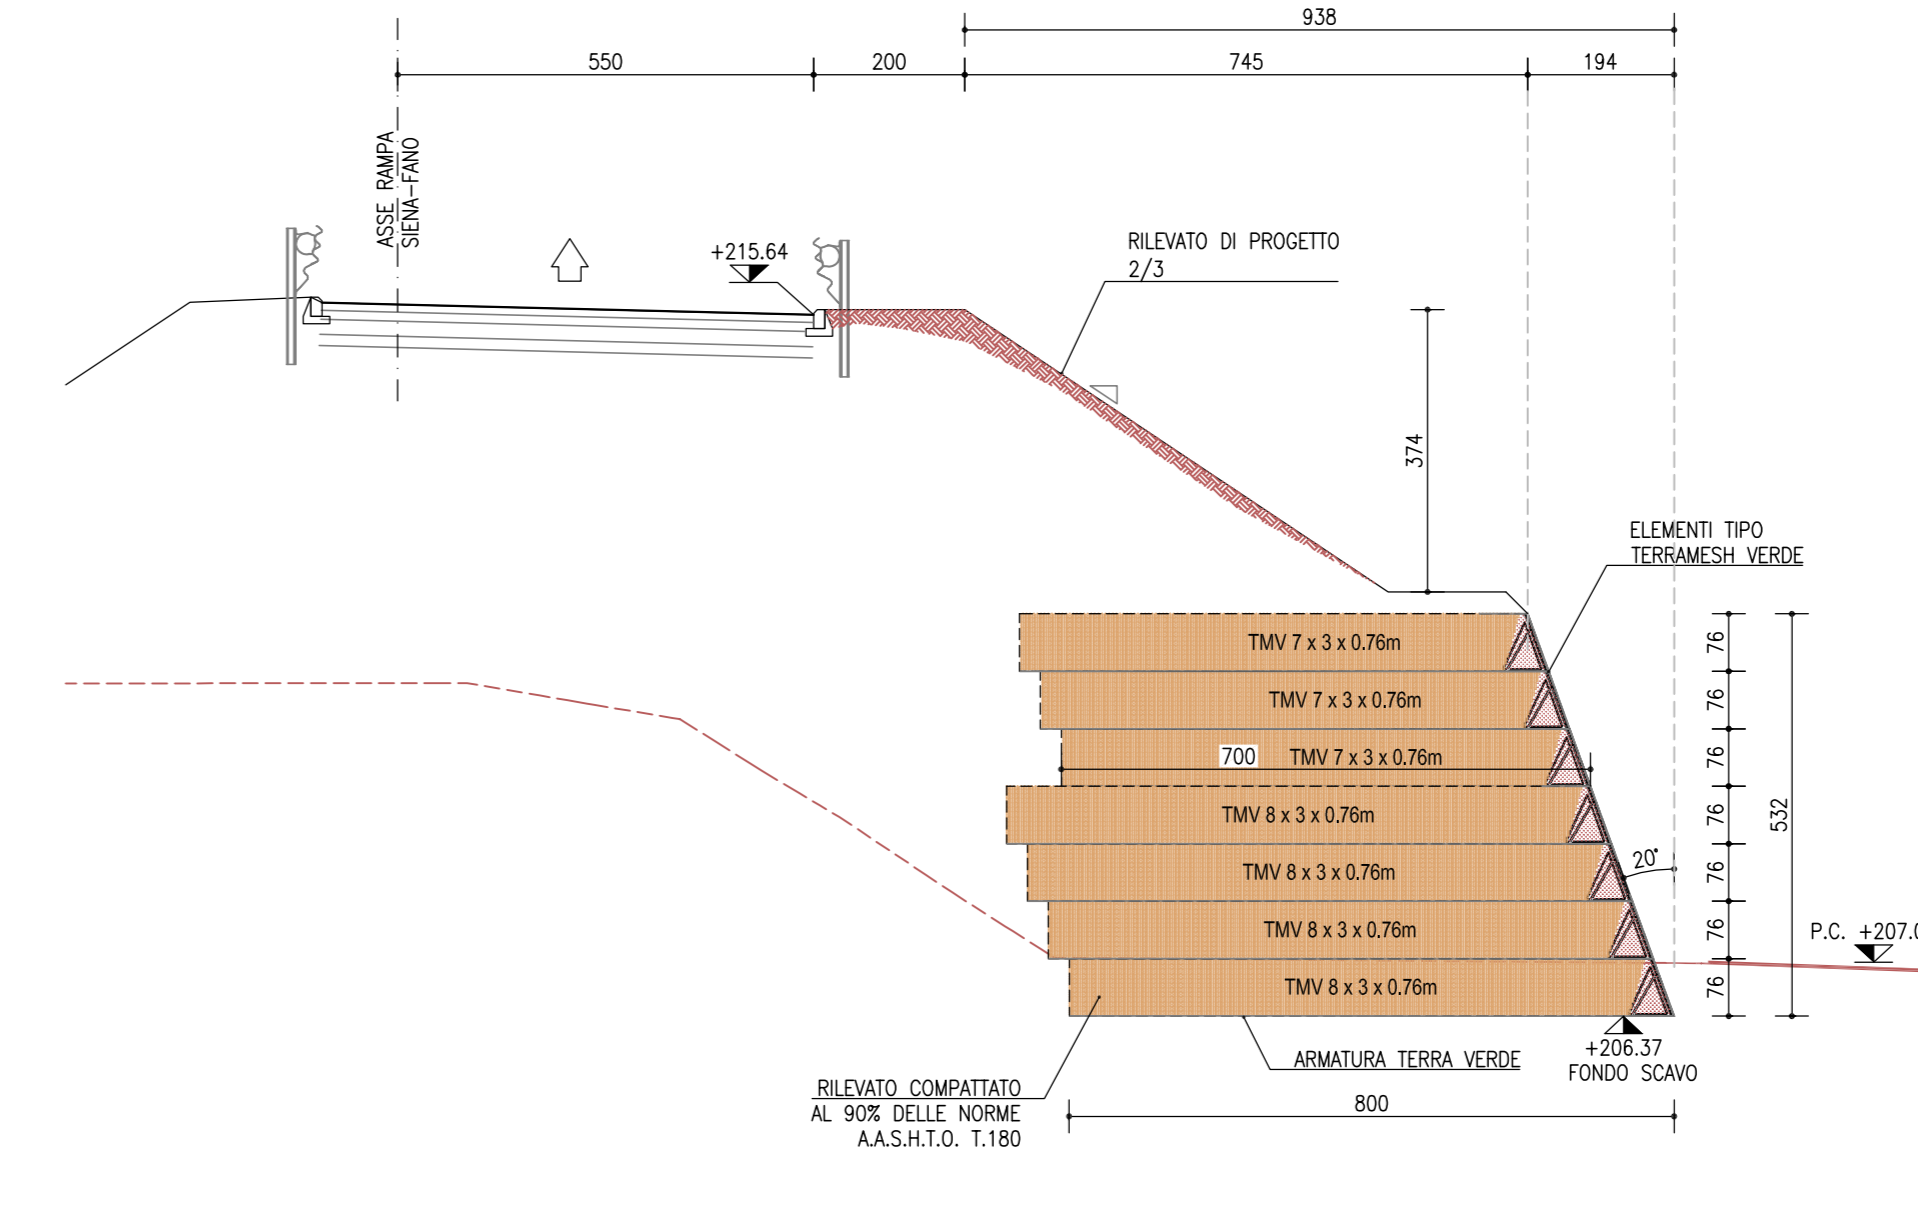 938
550
200
745
194
ASSE RAMPA
SIENA-FANO
+215.64
RILEVATO DI PROGETTO
2/3
374
ELEMENTI TIPO
TERRAMESH VERDE
TMV 7 x 3 x 0.76m
76
TMV 7 x 3 x 0.76m
76
700
TMV 7 x 3 x 0.76m
76
TMV 8 x 3 x 0.76m
76
532
TMV 8 x 3 x 0.76m
20°
76
TMV 8 x 3 x 0.76m
76
P.C. +207.0
TMV 8 x 3 x 0.76m
76
+206.37
FONDO SCAVO
ARMATURA TERRA VERDE
RILEVATO COMPATTATO
AL 90% DELLE NORME
A.A.S.H.T.O. T.180
800